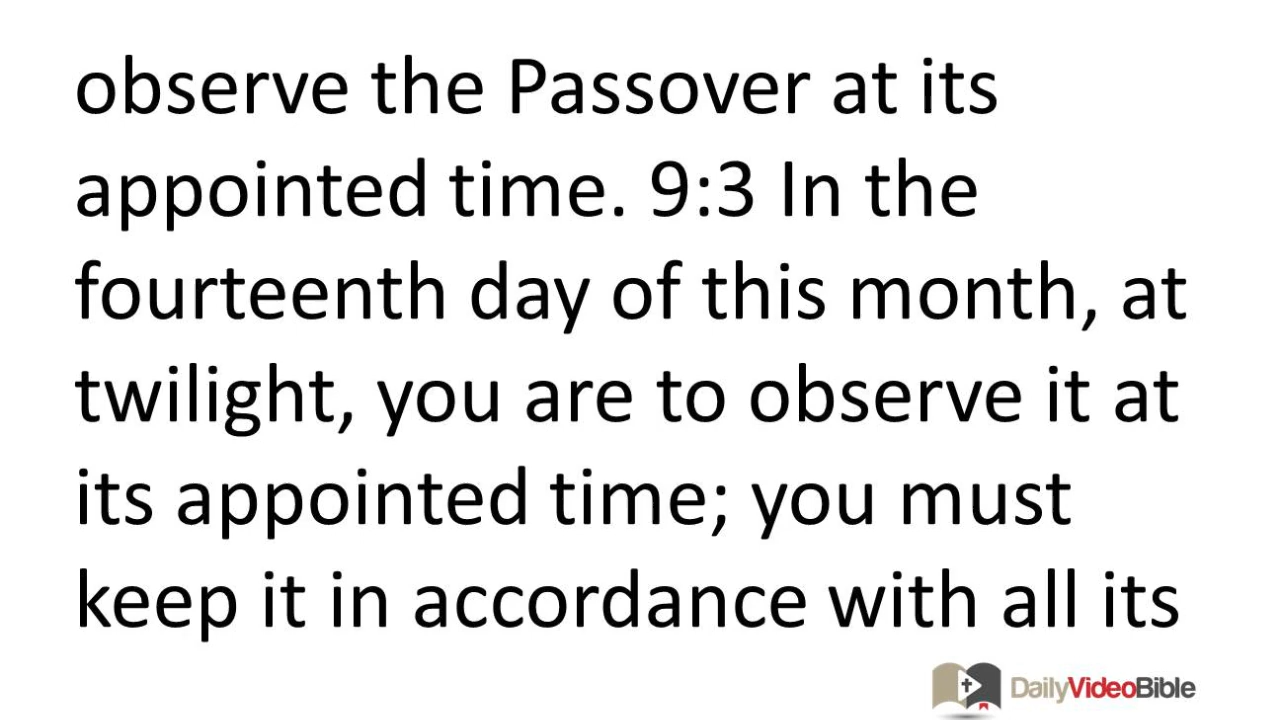 observe the Passover at its
appointed time. 9:3 In the
fourteenth day of this month, at
twilight, you are to observe it at
its appointed time; you must
keep it in accordance with all its
DailyVideoBible